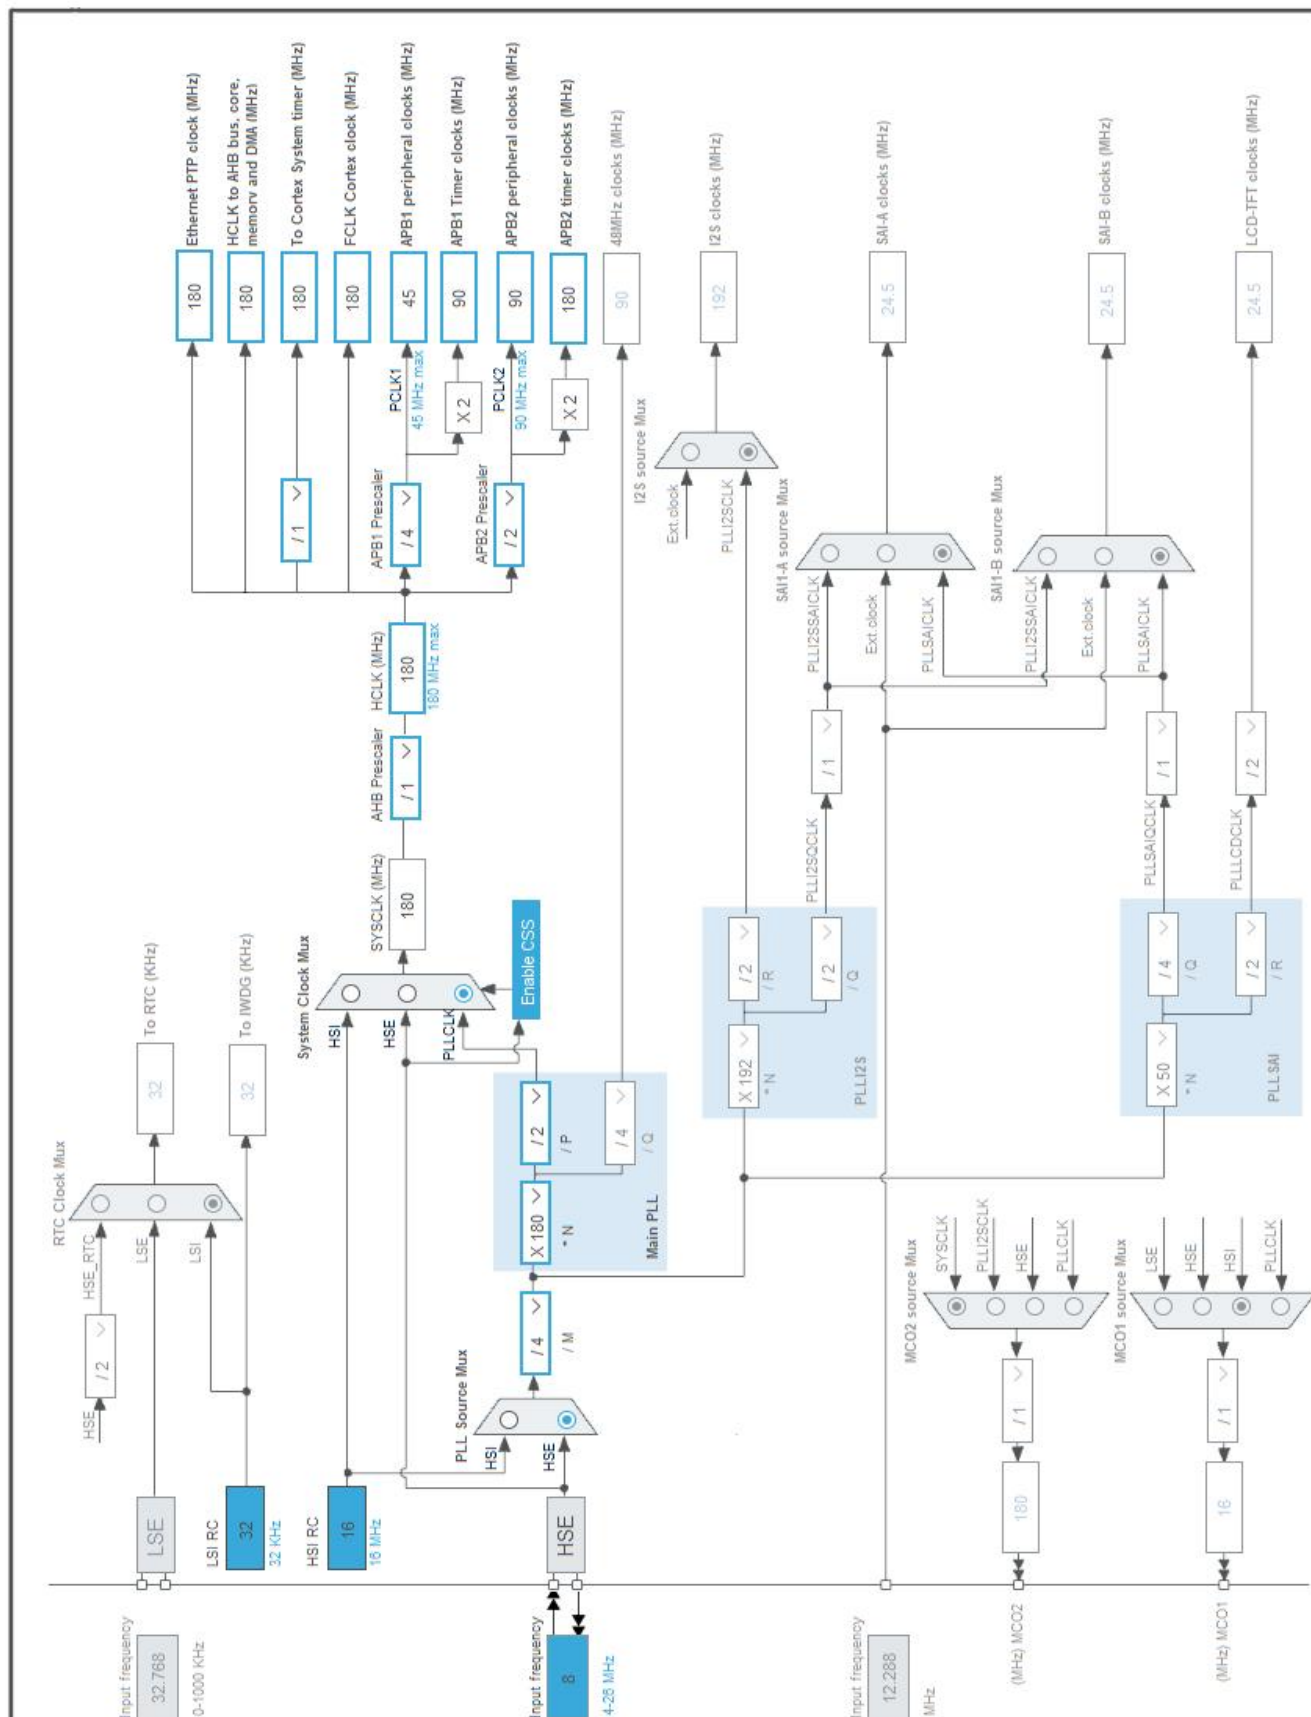 Input frequency
32.768
0-1000 KHz
LSE
HSE
/ 2
HSE_RTC
LSE
LSI
RTC Clock Mux
32
To RTC (KHz)
LSI RC
32
32 KHz
32
To IWDG (KHz)
HSI RC
16
16 MHz
Input frequency
8
4-26 MHz
HSE
PLL Source Mux
HSI
HSE
/ 4
/ M
X 180
* N
/ 2
/ P
/ 4
/ Q
Main PLL
System Clock Mux
HSI
HSE
PLLCLK
Enable CSS
SYSCLK (MHz)
180
AHB Prescaler
/ 1
HCLK (MHz)
180
180 MHz max
180
Ethernet PTP clock (MHz)
180
HCLK to AHB bus, core,
memory and DMA (MHz)
/ 1
180
To Cortex System timer (MHz)
180
FCLK Cortex clock (MHz)
APB1 Prescaler
/ 4
PCLK1
45 MHz max
45
APB1 peripheral clocks (MHz)
X 2
90
APB1 Timer clocks (MHz)
APB2 Prescaler
/ 2
PCLK2
90 MHz max
90
APB2 peripheral clocks (MHz)
X 2
180
APB2 timer clocks (MHz)
90
48MHz clocks (MHz)
I2S source Mux
Ext.clock
PLLI2SCLK
192
I2S clocks (MHz)
X 192
* N
/ 2
/ R
/ 2
/ Q
PLLI2S
PLLI2SQCLK
/ 1
SAI1-A source Mux
PLLI2SSAICLK
Ext.clock
PLLSAICLK
24.5
SAI-A clocks (MHz)
SAI1-B source Mux
PLLI2SSAICLK
Ext.clock
PLLSAICLK
24.5
SAI-B clocks (MHz)
X 50
* N
/ 4
/ Q
/ 2
/ R
PLLSAI
PLLSAIQCLK
/ 1
PLLLCDCLK
/ 2
24.5
LCD-TFT clocks (MHz)
Input frequency
12.288
MHz
MCO2 source Mux
SYSCLK
PLLI2SCLK
HSE
PLLCLK
/ 1
180
(MHz) MCO2
MCO1 source Mux
LSE
HSE
HSI
PLLCLK
/ 1
16
(MHz) MCO1